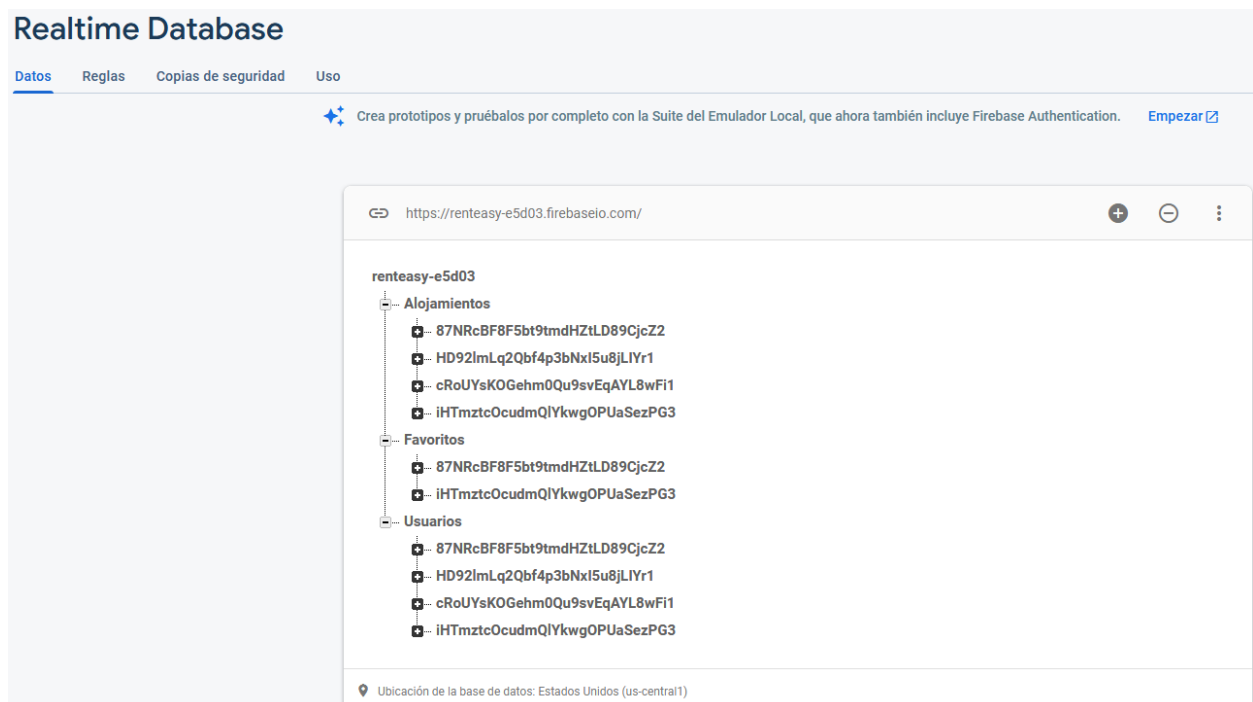 Realtime Database
Datos Reglas Copias de seguridad Uso
Crea prototipos y pruébalos por completo con la Suite del Emulador Local, que ahora también incluye Firebase Authentication. Empezar
https://renteasy-e5d03.firebaseio.com/
renteasy-e5d03
Alojamientos
87NRcBF8F5bt9tmdHZtLD89CjcZ2
HD92lmLq2Qbf4p3bNxI5u8jLIYr1
cRoUYsKOGehm0Qu9svEqAYL8wFi1
iHTmztcOcudmQlYkwgOPUaSezPG3
Favoritos
87NRcBF8F5bt9tmdHZtLD89CjcZ2
iHTmztcOcudmQlYkwgOPUaSezPG3
Usuarios
87NRcBF8F5bt9tmdHZtLD89CjcZ2
HD92lmLq2Qbf4p3bNxI5u8jLIYr1
cRoUYsKOGehm0Qu9svEqAYL8wFi1
iHTmztcOcudmQlYkwgOPUaSezPG3
Ubicación de la base de datos: Estados Unidos (us-central1)